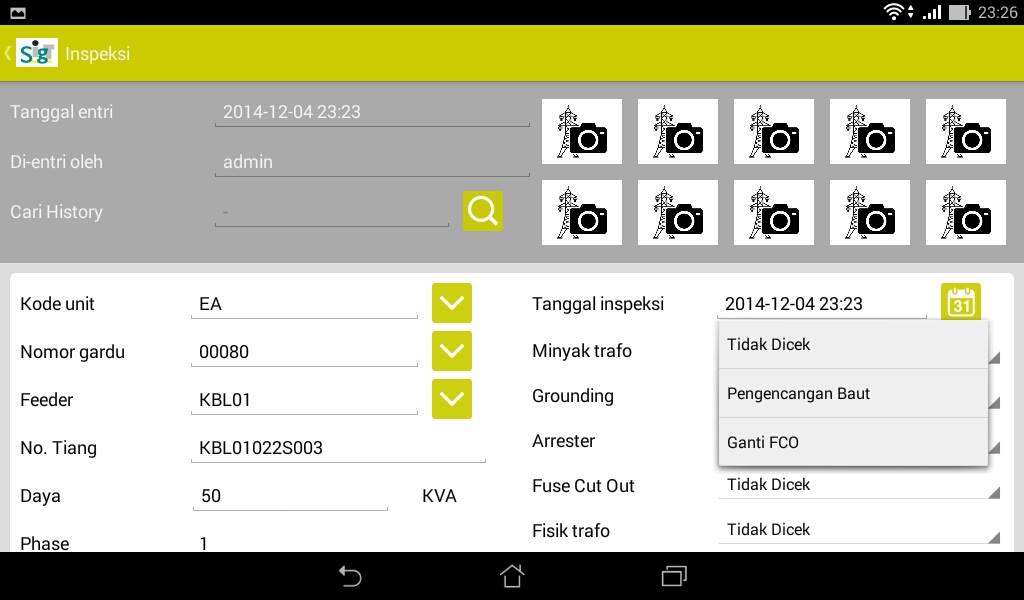 23:26
SigiT Inspeksi
Tanggal entri 2014-12-04 23:23
Di-entri oleh admin
Cari History -
Kode unit EA
Nomor gardu 00080
Feeder KBL01
No. Tiang KBL01022S003
Daya 50 KVA
Phase 1
Tanggal inspeksi 2014-12-04 23:23
31
Minyak trafo
Grounding
Arrester
Tidak Dicek
Pengencangan Baut
Ganti FCO
Fuse Cut Out Tidak Dicek
Fisik trafo Tidak Dicek